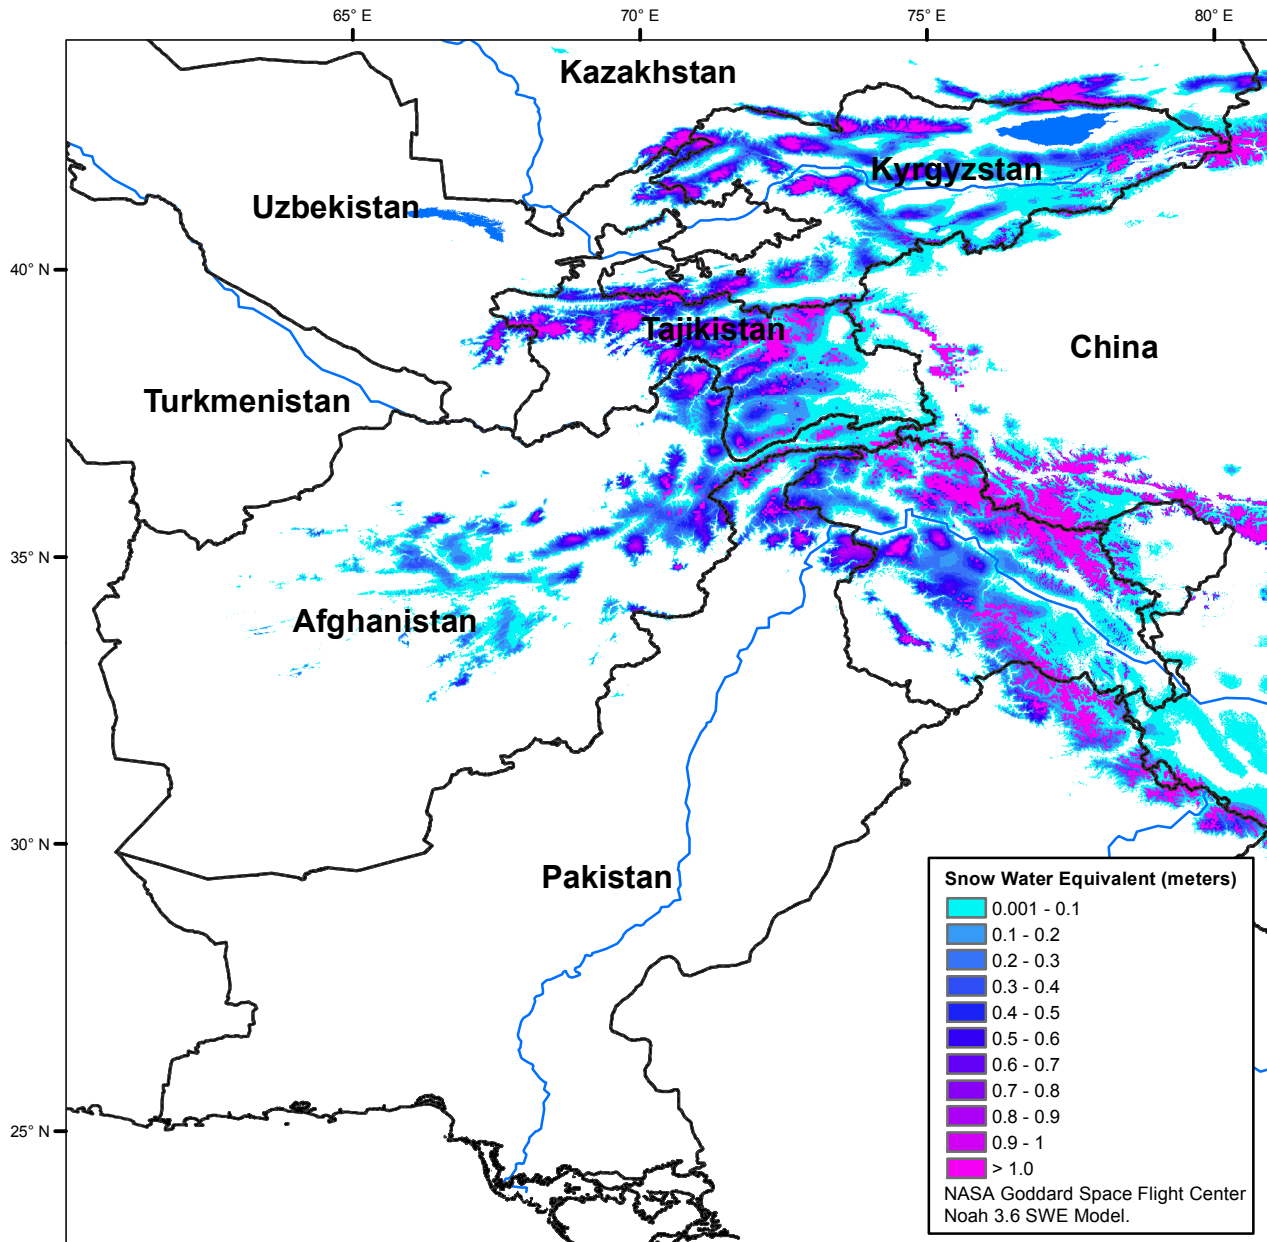 65° E 70° E 75° E 80° E
Kazakhstan
Kyrgyzstan
Uzbekistan
40° N
Tajikistan
China
Turkmenistan
35° N
Afghanistan
30° N
Pakistan
25° N
Snow Water Equivalent (meters)
0.001 - 0.1
0.1 - 0.2
0.2 - 0.3
0.3 - 0.4
0.4 - 0.5
0.5 - 0.6
0.6 - 0.7
0.7 - 0.8
0.8 - 0.9
0.9 - 1
> 1.0
NASA Goddard Space Flight Center
Noah 3.6 SWE Model.